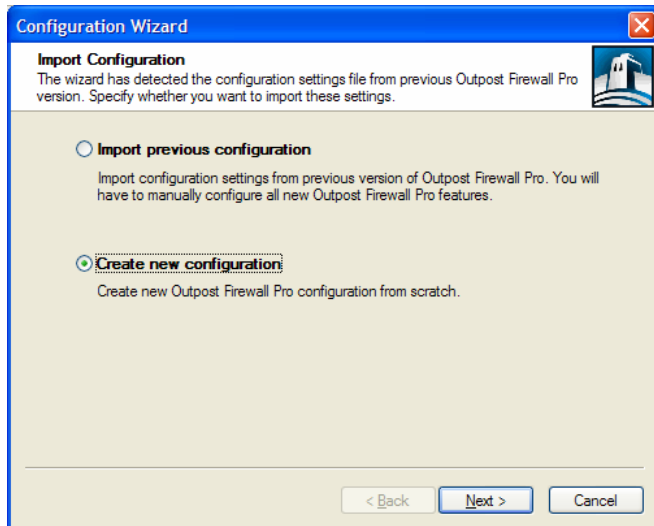 Configuration Wizard
Import Configuration
The wizard has detected the configuration settings file from previous Outpost Firewall Pro
version. Specify whether you want to import these settings.
Import previous configuration
Import configuration settings from previous version of Outpost Firewall Pro. You will
have to manually configure all new Outpost Firewall Pro features.
Create new configuration
Create new Outpost Firewall Pro configuration from scratch.
< Back
Next >
Cancel